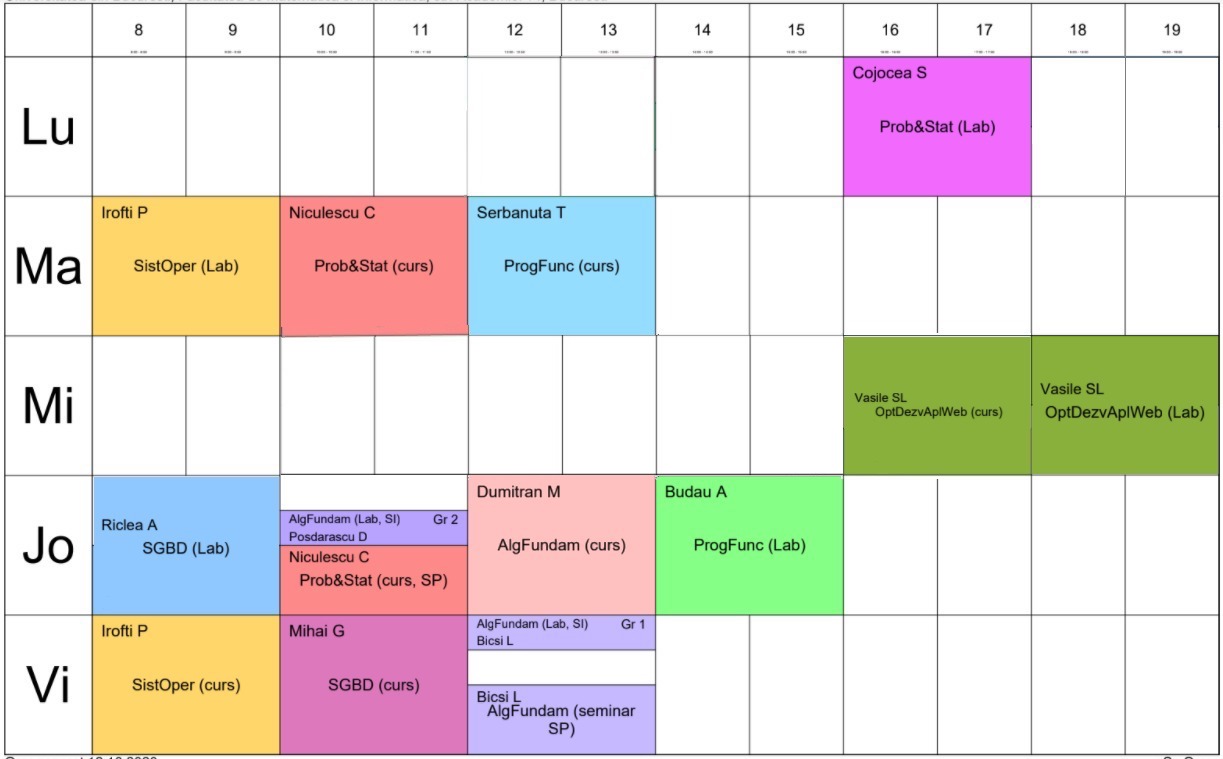 8 9 10 11 12 13 14 15 16 17 18 19
Lu
Cojocea S
Prob&Stat (Lab)
Ma
Irofti P
SistOper (Lab)
Niculescu C
Prob&Stat (curs)
Serbanuta T
ProgFunc (curs)
Mi
Vasile SL
OptDezvAplWeb (curs)
Vasile SL
OptDezvAplWeb (Lab)
Jo
Riclea A
SGBD (Lab)
AlgFundam (Lab, SI) Gr 2
Posdarascu D
Niculescu C
Prob&Stat (curs, SP)
Dumitran M
AlgFundam (curs)
Budau A
ProgFunc (Lab)
Vi
Irofti P
SistOper (curs)
Mihai G
SGBD (curs)
AlgFundam (Lab, SI) Gr 1
Bicsi L
Bicsi L
AlgFundam (seminar
SP)